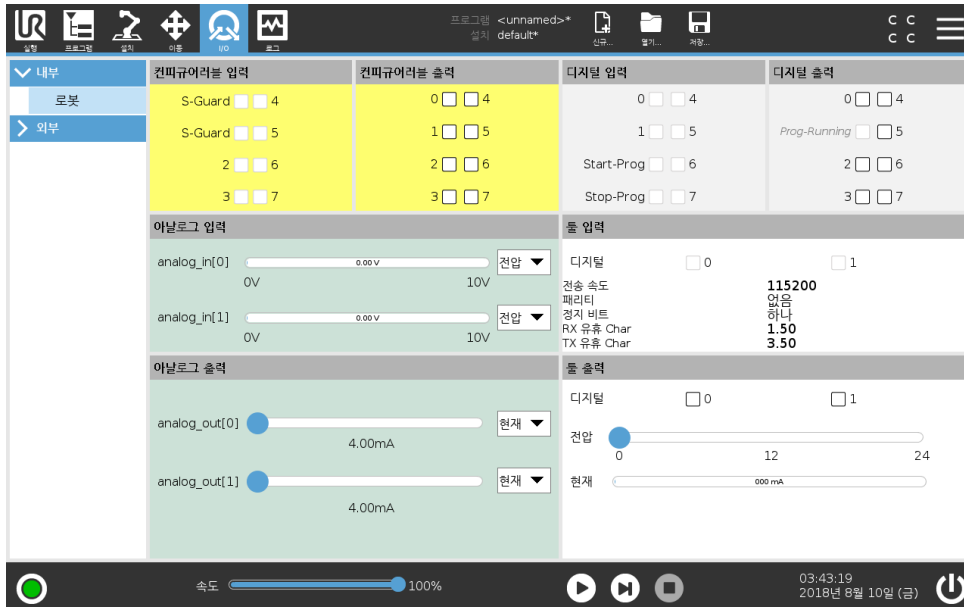 프로그램 <unnamed>*
설치 default*
UR
실행 프로그램 설치 이동 I/O 로그 신규... 열기... 저장...
C C
C C
내부
로봇
외부
컨피규어러블 입력
S-Guard 4
S-Guard 5
2 6
3 7
컨피규어러블 출력
0 4
1 5
2 6
3 7
디지털 입력
0 4
1 5
Start-Prog 6
Stop-Prog 7
디지털 출력
0 4
Prog-Running 5
2 6
3 7
아날로그 입력
analog_in[0] 0.00 V 전압
0V 10V
analog_in[1] 0.00 V 전압
0V 10V
툴 입력
디지털 0 1
전송 속도 115200
패리티 없음
정지 비트 하나
RX 유휴 Char 1.50
TX 유휴 Char 3.50
아날로그 출력
analog_out[0] 현재
4.00mA
analog_out[1] 현재
4.00mA
툴 출력
디지털 0 1
전압
0 12 24
현재 000 mA
속도 100%
03:43:19
2018년 8월 10일 (금)